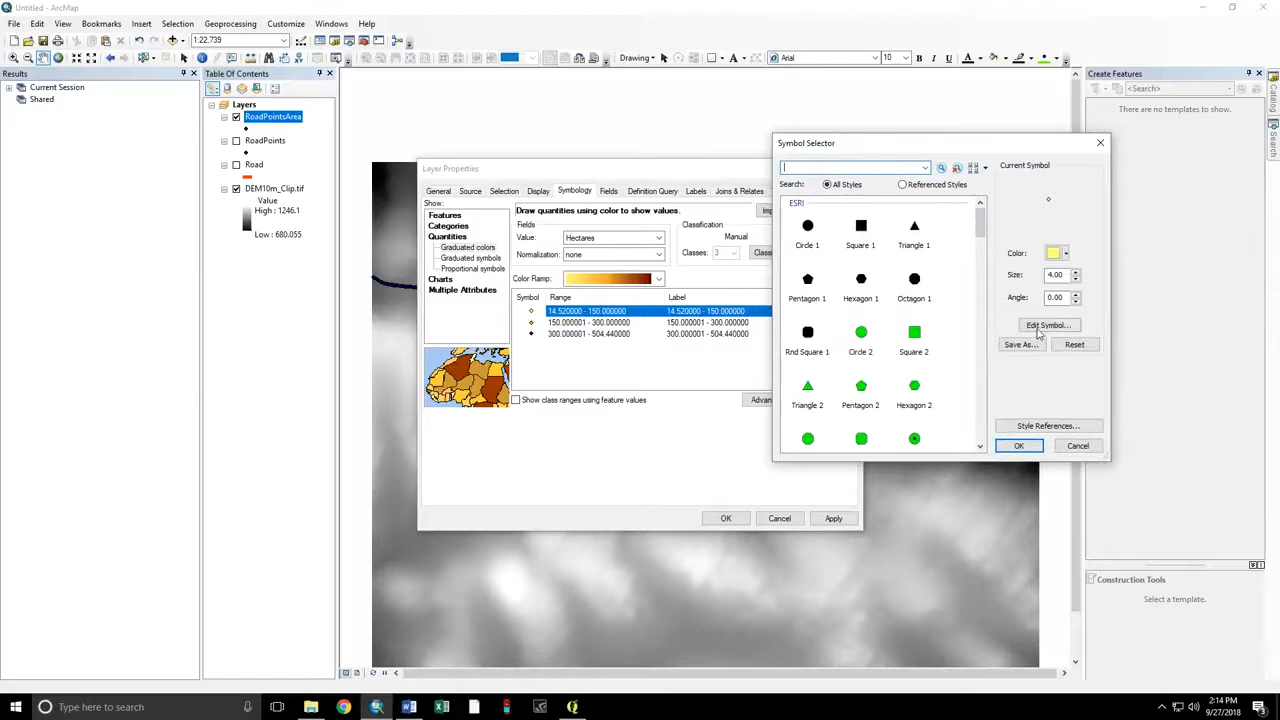 Untitled - ArcMap
File Edit View Bookmarks Insert Selection Geoprocessing Customize Windows Help
1:22.739
Drawing Arial 10 B I U A
Results
Current Session
Shared
Table Of Contents
Layers
RoadPointsArea
RoadPoints
Road
DEM10m_Clip.tif
Value
High : 1246.1
Low : 680.055
Layer Properties
General Source Selection Display Symbology Fields Definition Query Labels Joins & Relates
Show:
Features
Categories
Quantities
Graduated colors
Graduated symbols
Proportional symbols
Charts
Multiple Attributes
Draw quantities using color to show values.
Fields
Value: Hectares
Normalization: none
Classification
Manual
Classes: 3
Color Ramp:
Symbol Range Label
14.520000 - 150.000000 14.520000 - 150.000000
150.000001 - 300.000000 150.000001 - 300.000000
300.000001 - 504.440000 300.000001 - 504.440000
Show class ranges using feature values
OK Cancel Apply
Symbol Selector
Search: All Styles Referenced Styles
ESRI
Circle 1 Square 1 Triangle 1
Pentagon 1 Hexagon 1 Octagon 1
Rnd Square 1 Circle 2 Square 2
Triangle 2 Pentagon 2 Hexagon 2
Current Symbol
Color:
Size: 4.00
Angle: 0.00
Edit Symbol...
Save As... Reset
Style References...
OK Cancel
Create Features
<Search>
There are no templates to show.
Construction Tools
Select a template.
Catalog
Search
Type here to search
2:14 PM
9/27/2018